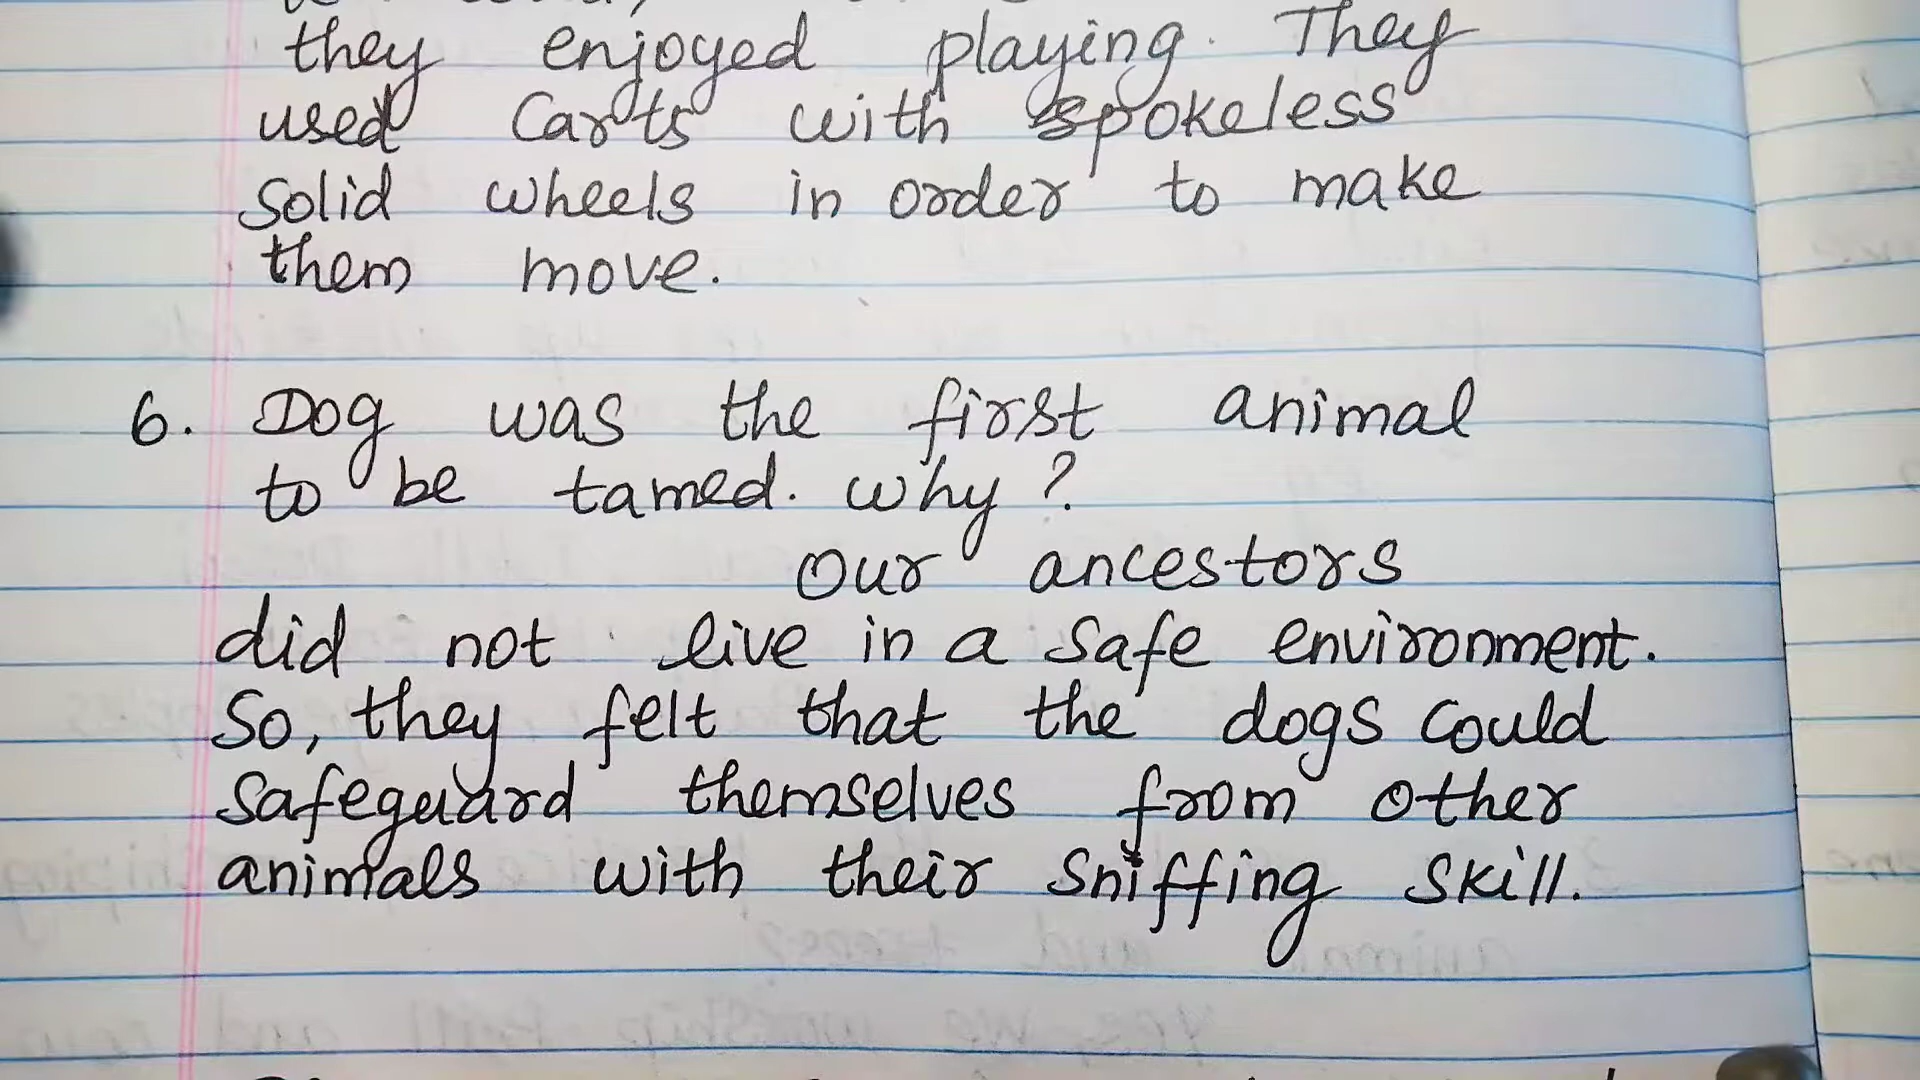 they enjoyed playing. They
used Carts with spokeless
solid wheels in order to make
them move.
6. Dog was the first animal
to be tamed. why?
Our ancestors
did not live in a safe environment.
So, they felt that the dogs could
safeguard themselves from other
animals with their sniffing skill.